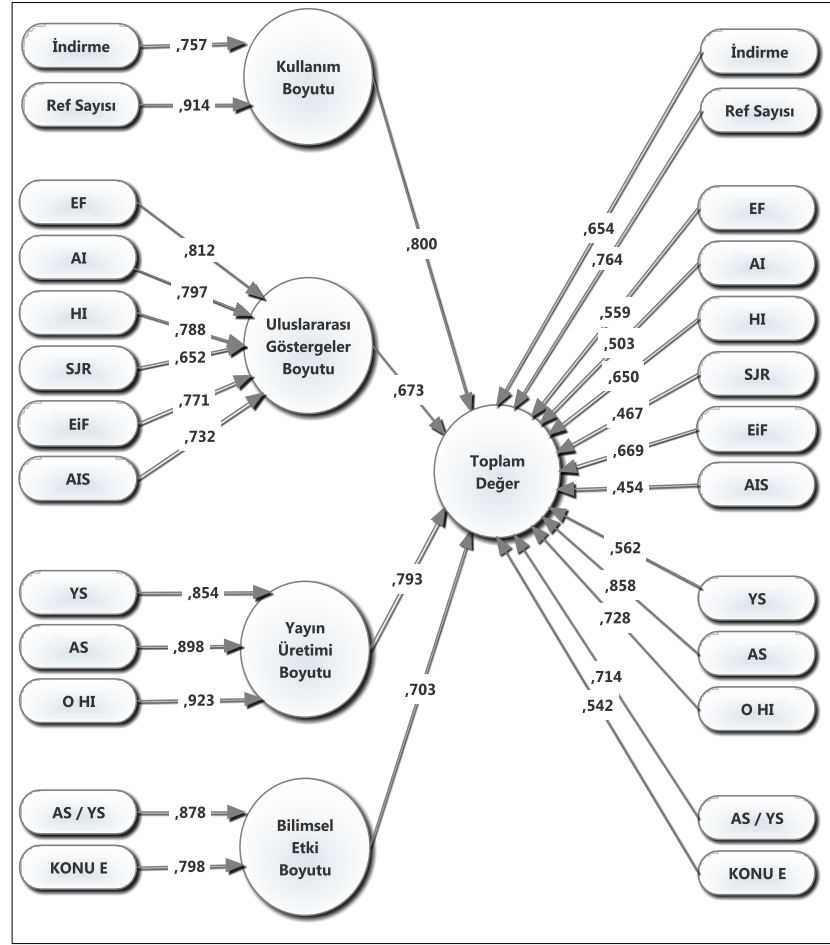 İndirme
,757
Ref Sayısı
,914
Kullanım
Boyutu
EF
,812
AI
,797
HI
,788
SJR
,652
EiF
,771
AIS
,732
Uluslararası
Göstergeler
Boyutu
YS
,854
AS
,898
O HI
,923
Yayın
Üretimi
Boyutu
AS / YS
,878
KONU E
,798
Bilimsel
Etki
Boyutu
,800
,673
,793
,703
Toplam
Değer
İndirme
,654
Ref Sayısı
,764
EF
,559
AI
,503
HI
,650
SJR
,467
EiF
,669
AIS
,454
YS
,562
AS
,858
O HI
,728
AS / YS
,714
KONU E
,542